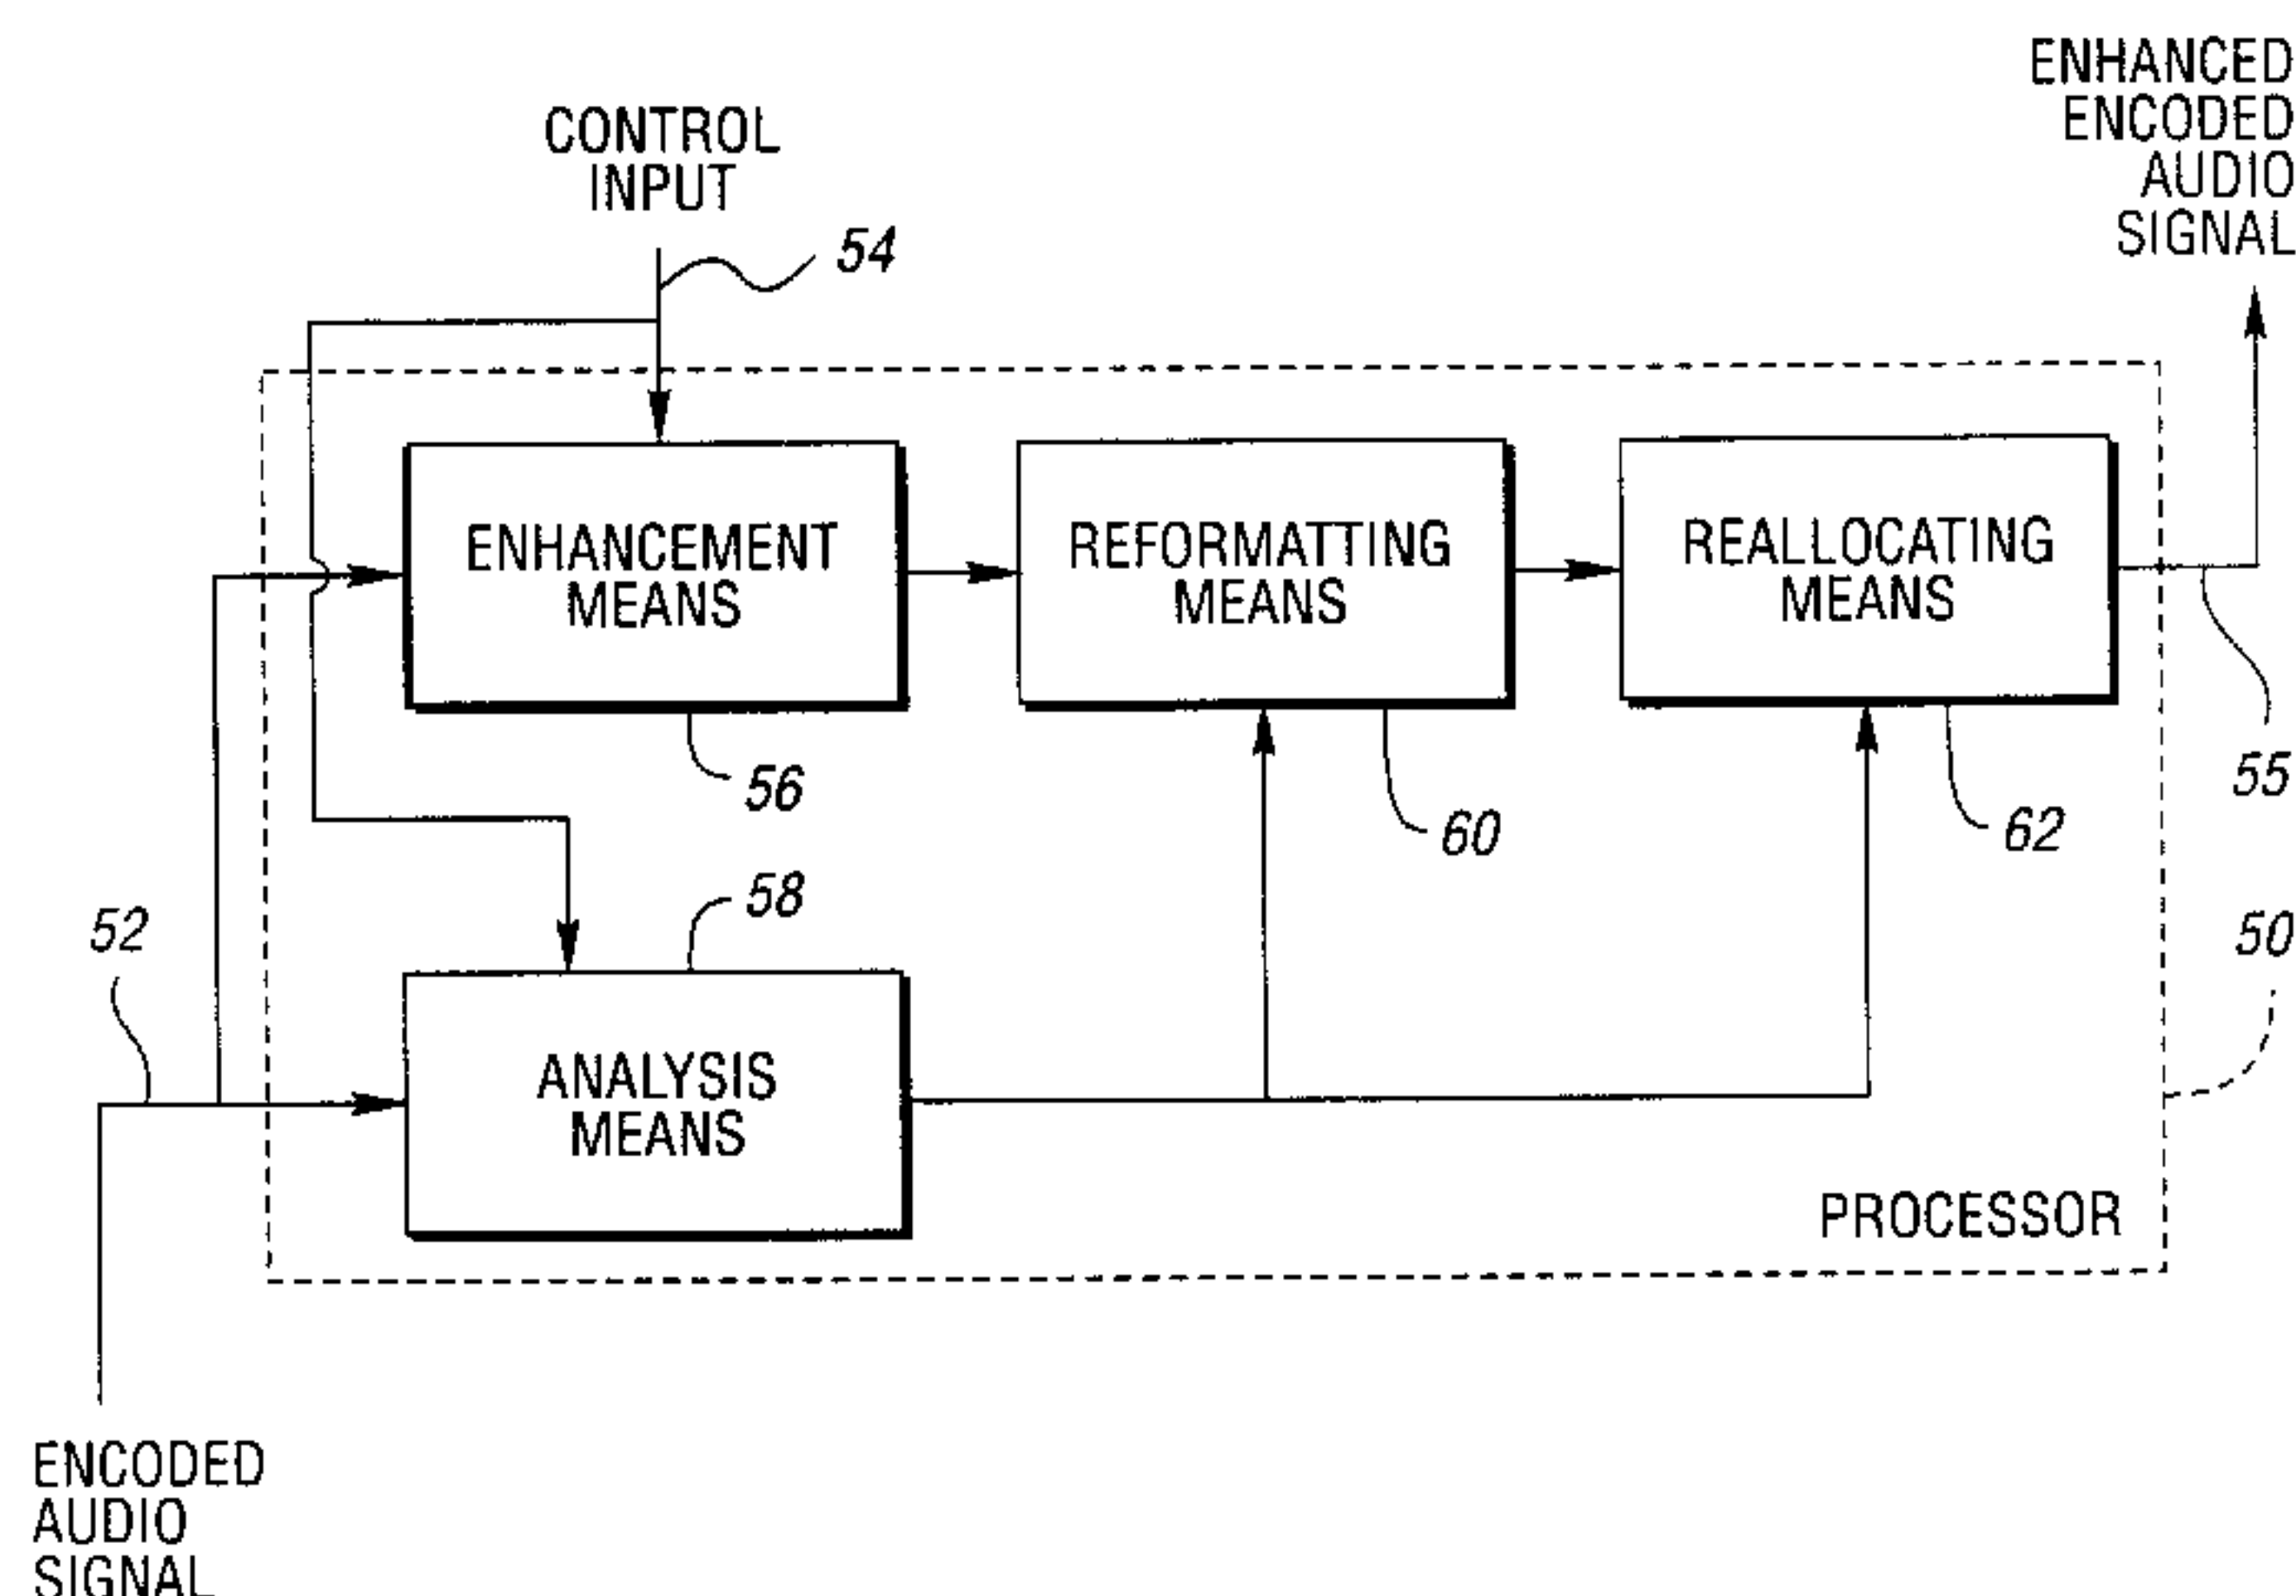 ENHANCED
ENCODED
AUDIO
SIGNAL
CONTROL
INPUT
54
ENHANCEMENT
MEANS
REFORMATTING
MEANS
REALLOCATING
MEANS
56
60
62
55
58
52
50
ANALYSIS
MEANS
PROCESSOR
ENCODED
AUDIO
SIGNAL